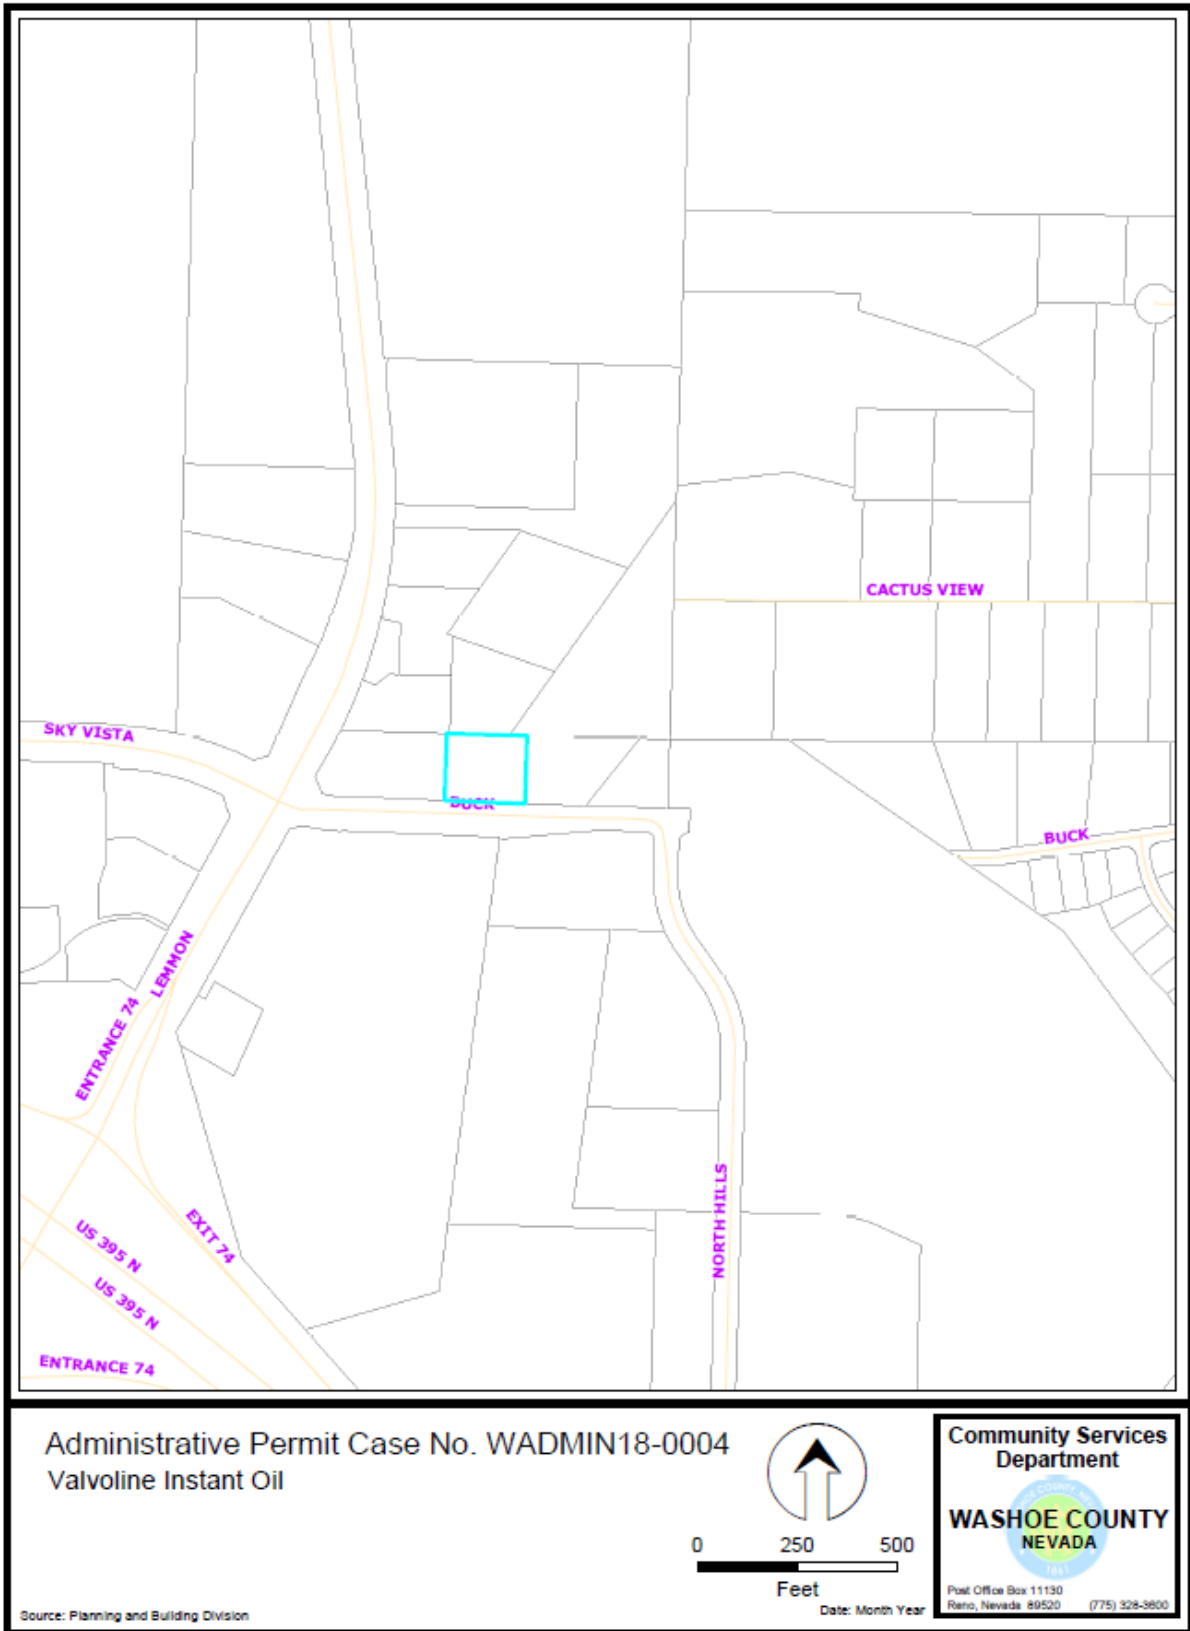 CACTUS VIEW
SKY VISTA
BUCK
BUCK
LEMMON
ENTRANCE 74
NORTH HILLS
EXIT 74
US 395 N
US 395 N
ENTRANCE 74
Administrative Permit Case No. WADMIN18-0004
Valvoline Instant Oil
0 250 500
Feet
Source: Planning and Building Division
Date: Month Year
Community Services
Department
WASHOE COUNTY
NEVADA
1861
Post Office Box 11130
Reno, Nevada 89520 (775) 328-3600